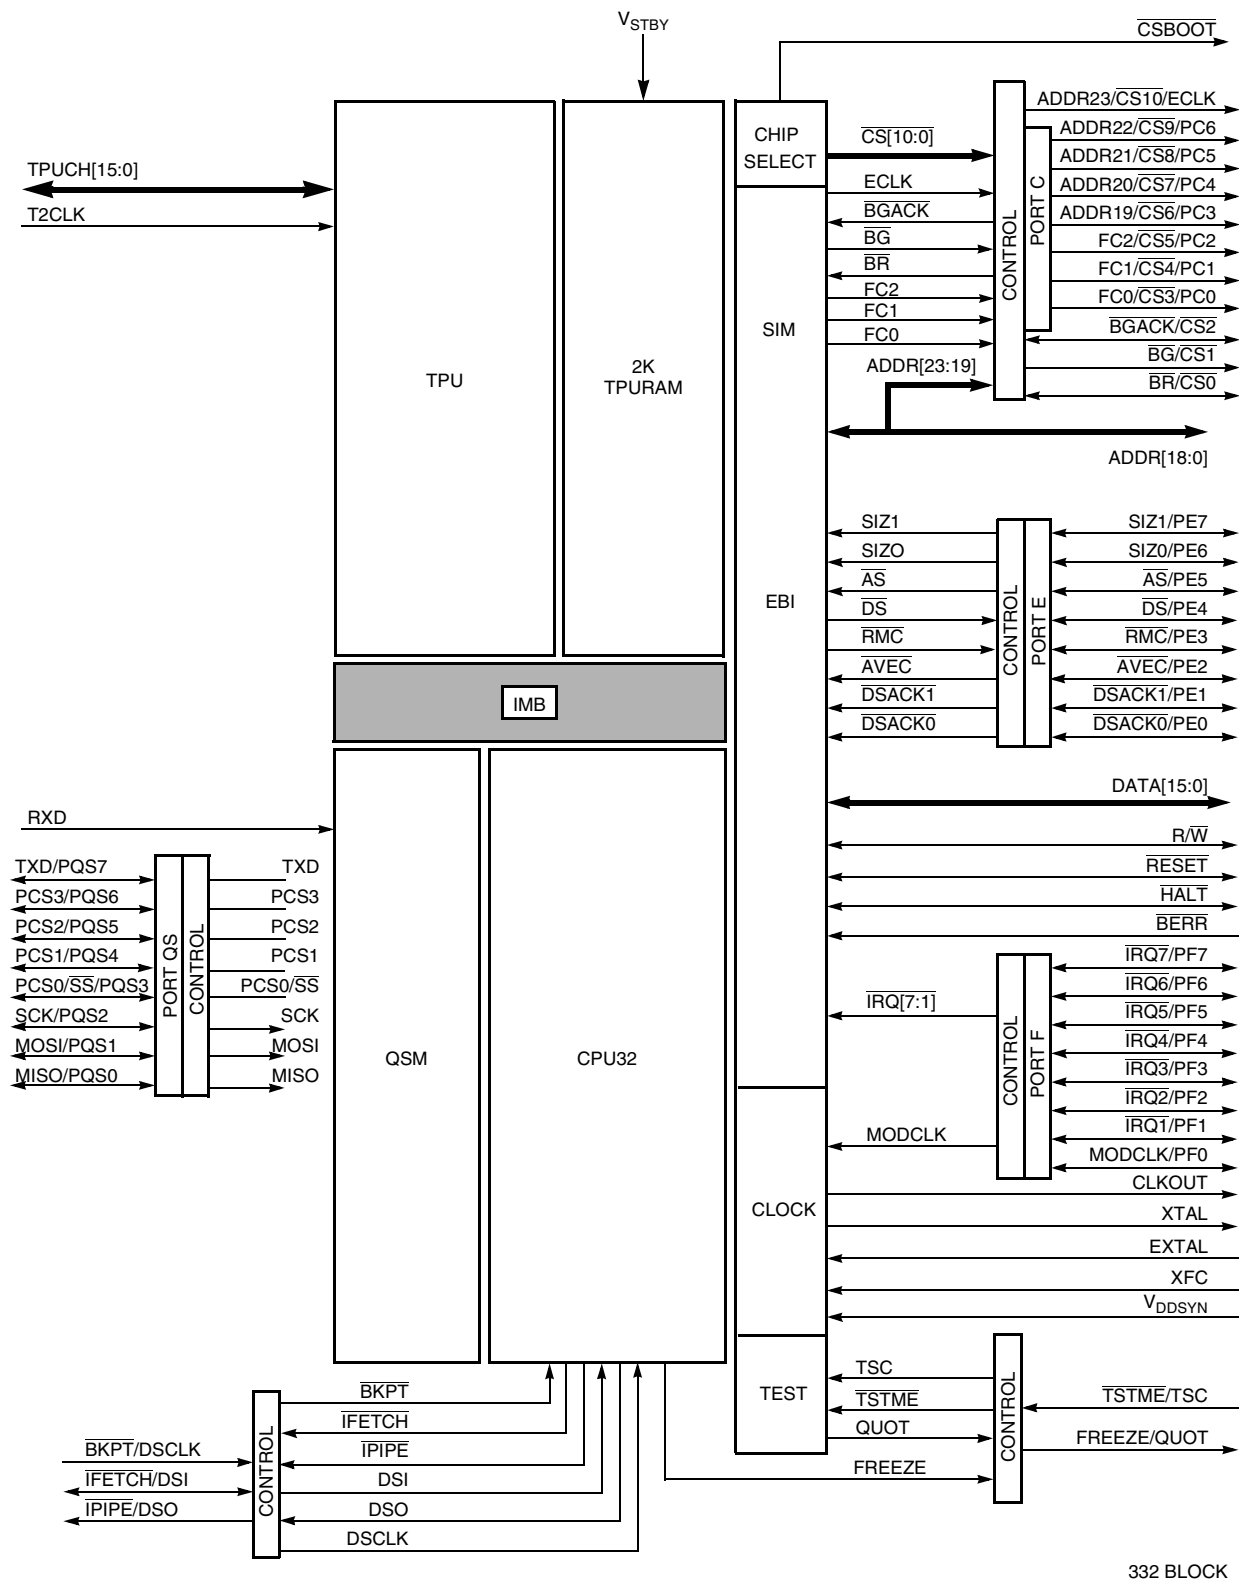 VSTBY
CSBOOT
ADDR23/CS10/ECLK
CHIP
SELECT
CS[10:0]
ADDR22/CS9/PC6
ADDR21/CS8/PC5
ADDR20/CS7/PC4
ADDR19/CS6/PC3
FC2/CS5/PC2
FC1/CS4/PC1
FC0/CS3/PC0
BGACK/CS2
BG/CS1
BR/CS0
CONTROL
PORT C
TPUCH[15:0]
T2CLK
ECLK
BGACK
BG
BR
FC2
FC1
FC0
SIM
ADDR[23:19]
TPU
2K
TPURAM
ADDR[18:0]
SIZ1
SIZO
AS
DS
RMC
AVEC
DSACK1
DSACK0
EBI
CONTROL
PORT E
SIZ1/PE7
SIZ0/PE6
AS/PE5
DS/PE4
RMC/PE3
AVEC/PE2
DSACK1/PE1
DSACK0/PE0
IMB
DATA[15:0]
R/W
RESET
HALT
BERR
RXD
TXD/PQS7
PCS3/PQS6
PCS2/PQS5
PCS1/PQS4
PCS0/SS/PQS3
SCK/PQS2
MOSI/PQS1
MISO/PQS0
PORT QS
CONTROL
TXD
PCS3
PCS2
PCS1
PCS0/SS
SCK
MOSI
MISO
QSM
CPU32
IRQ[7:1]
CONTROL
PORT F
IRQ7/PF7
IRQ6/PF6
IRQ5/PF5
IRQ4/PF4
IRQ3/PF3
IRQ2/PF2
IRQ1/PF1
MODCLK/PF0
MODCLK
CLOCK
CLKOUT
XTAL
EXTAL
XFC
VDDSYN
TEST
TSC
TSTME
QUOT
FREEZE
CONTROL
TSTME/TSC
FREEZE/QUOT
BKPT
IFETCH
IPIPE
DSI
DSO
DSCLK
CONTROL
BKPT/DSCLK
IFETCH/DSI
IPIPE/DSO
332 BLOCK